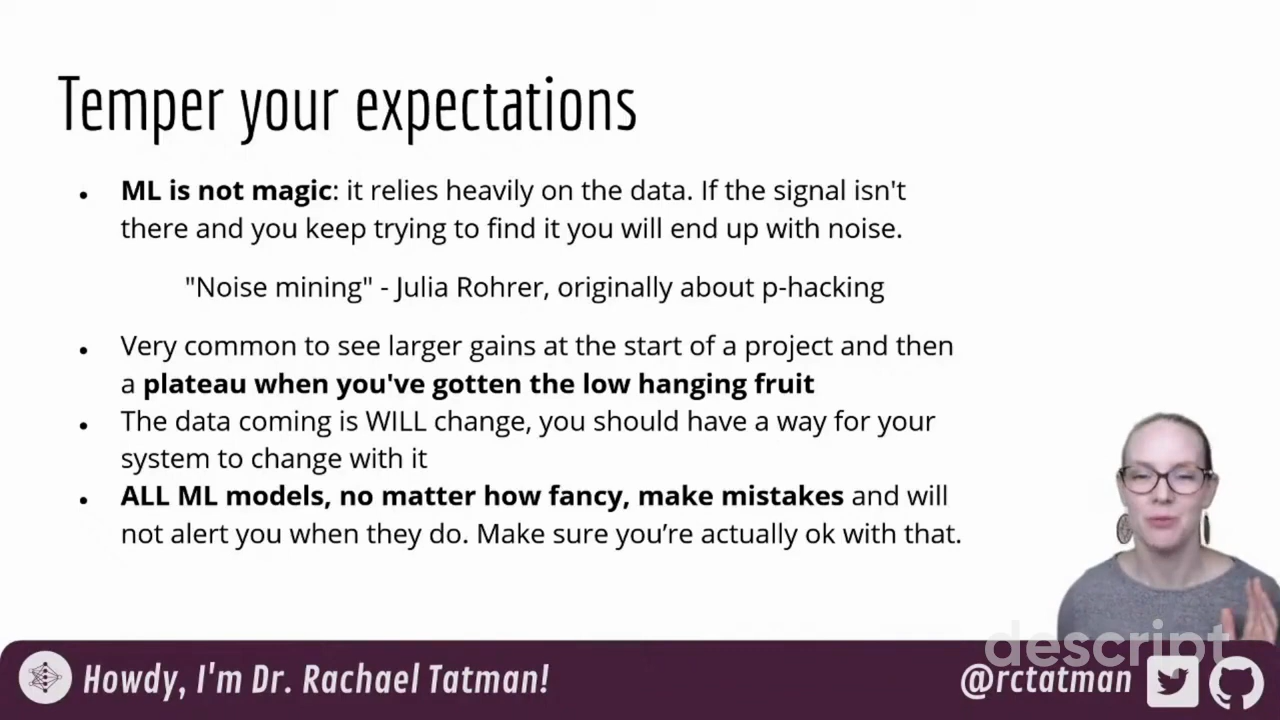 Temper your expectations
• ML is not magic: it relies heavily on the data. If the signal isn't
there and you keep trying to find it you will end up with noise.
"Noise mining" - Julia Rohrer, originally about p-hacking
• Very common to see larger gains at the start of a project and then
a plateau when you've gotten the low hanging fruit
• The data coming is WILL change, you should have a way for your
system to change with it
• ALL ML models, no matter how fancy, make mistakes and will
not alert you when they do. Make sure you’re actually ok with that.
descript
Howdy, I'm Dr. Rachael Tatman!
@rctatman